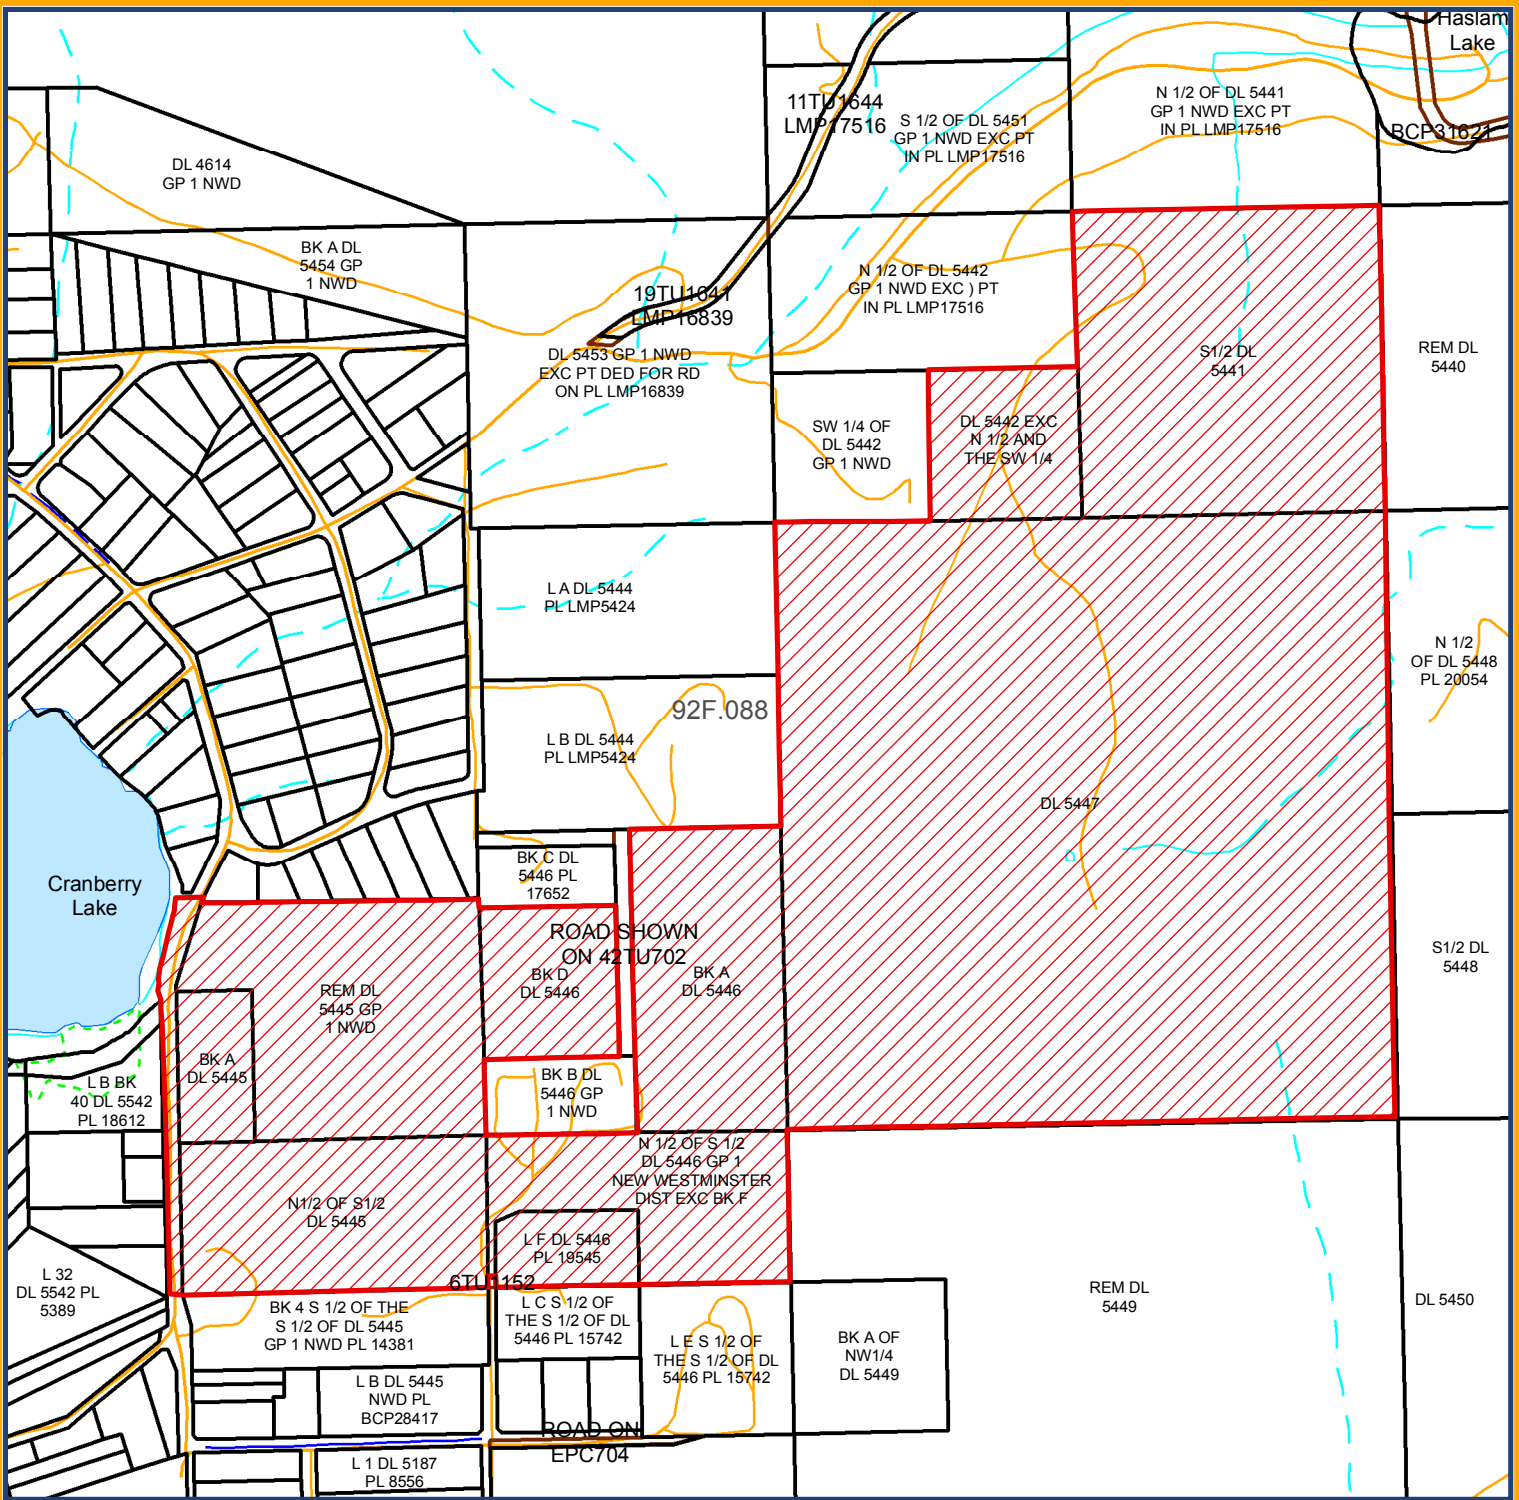 Haslam
Lake
11TU1644
LMP17516
N 1/2 OF DL 5441
GP 1 NWD EXC PT
IN PL LMP17516
S 1/2 OF DL 5451
GP 1 NWD EXC PT
IN PL LMP17516
BCP31621
DL 4614
GP 1 NWD
BK A DL
5454 GP
1 NWD
N 1/2 OF DL 5442
GP 1 NWD EXC ) PT
IN PL LMP17516
19TU1641
LMP16839
DL 5453 GP 1 NWD
EXC PT DED FOR RD
ON PL LMP16839
S1/2 DL
5441
REM DL
5440
SW 1/4 OF
DL 5442
GP 1 NWD
DL 5442 EXC
N 1/2 AND
THE SW 1/4
L A DL 5444
PL LMP5424
N 1/2
OF DL 5448
PL 20054
92F.088
L B DL 5444
PL LMP5424
DL 5447
BK C DL
5446 PL
17652
Cranberry
Lake
ROAD SHOWN
ON 42TU702
BK D
DL 5446
BK A
DL 5446
S1/2 DL
5448
REM DL
5445 GP
1 NWD
BK A
DL 5445
BK B DL
5446 GP
1 NWD
L B BK
40 DL 5542
PL 18612
N 1/2 OF S 1/2
DL 5446 GP 1
NEW WESTMINSTER
DIST EXC BK F
N1/2 OF S1/2
DL 5445
L F DL 5446
PL 19545
6TU1152
L 32
DL 5542 PL
5389
BK 4 S 1/2 OF THE
S 1/2 OF DL 5445
GP 1 NWD PL 14381
L C S 1/2 OF
THE S 1/2 OF DL
5446 PL 15742
L E S 1/2 OF
THE S 1/2 OF DL
5446 PL 15742
BK A OF
NW1/4
DL 5449
REM DL
5449
DL 5450
L B DL 5445
NWD PL
BCP28417
ROAD ON
EPC704
L 1 DL 5187
PL 8556